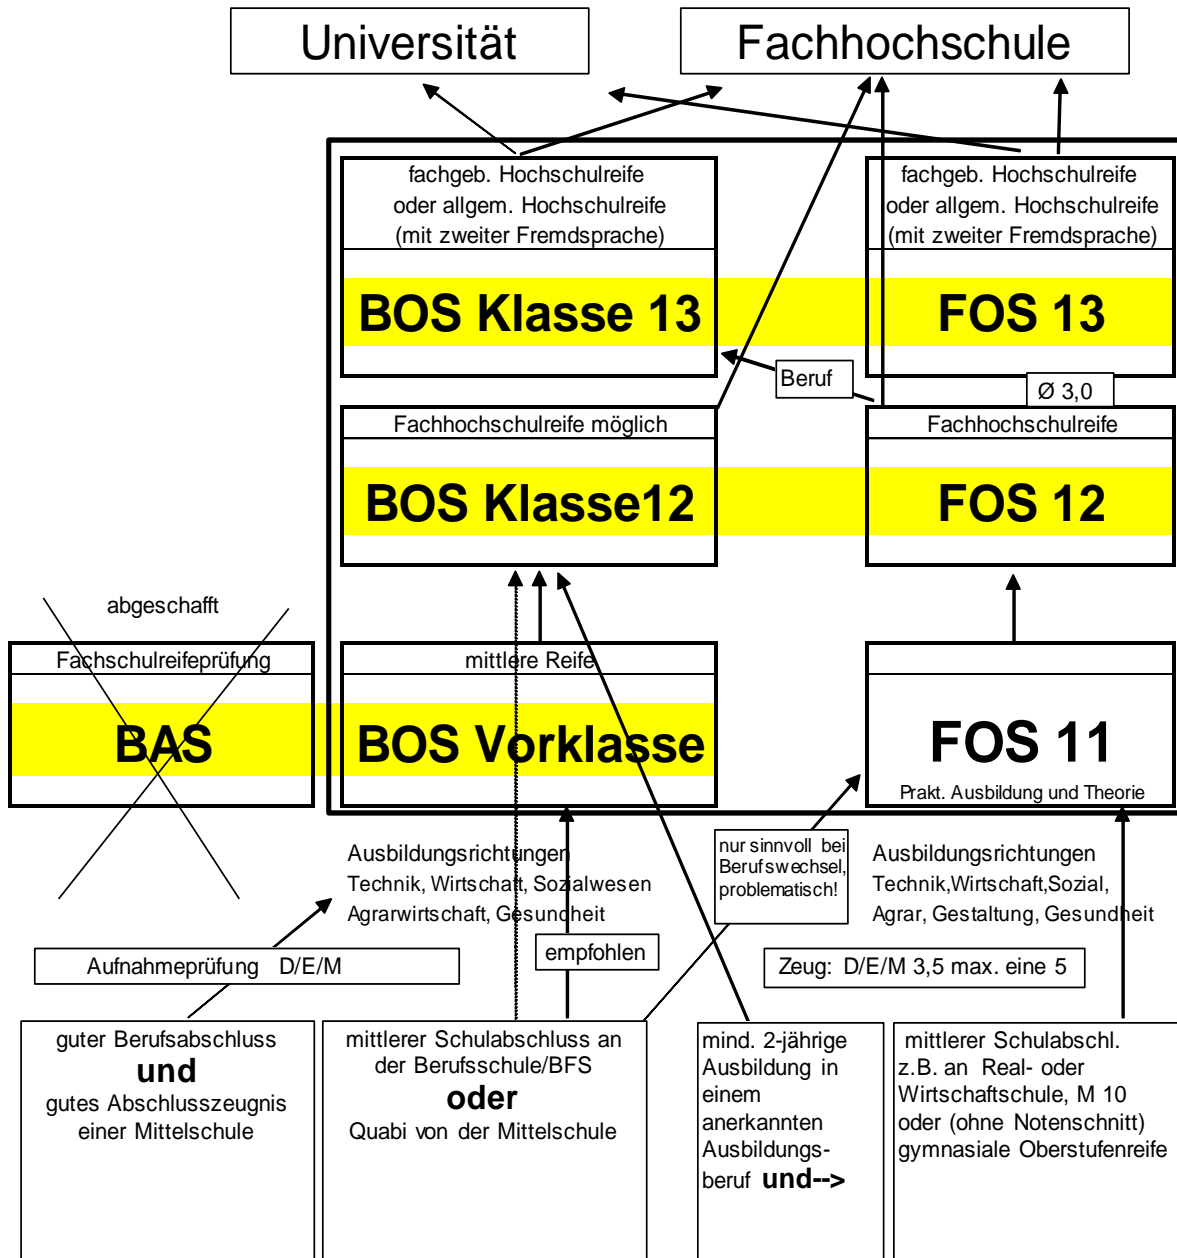 Universität
Fachhochschule
fachgeb. Hochschulreife
oder allgem. Hochschulreife
(mit zweiter Fremdsprache)
BOS Klasse 13
fachgeb. Hochschulreife
oder allgem. Hochschulreife
(mit zweiter Fremdsprache)
FOS 13
Beruf
Ø 3,0
Fachhochschulreife möglich
BOS Klasse12
Fachhochschulreife
FOS 12
abgeschafft
Fachschulreifeprüfung
BAS
mittlere Reife
BOS Vorklasse
FOS 11
Prakt. Ausbildung und Theorie
Ausbildungsrichtungen
Technik, Wirtschaft, Sozialwesen
Agrarwirtschaft, Gesundheit
nur sinnvoll bei
Berufswechsel,
problematisch!
Ausbildungsrichtungen
Technik,Wirtschaft,Sozial,
Agrar, Gestaltung, Gesundheit
Aufnahmeprüfung D/E/M
empfohlen
Zeug: D/E/M 3,5 max. eine 5
guter Berufsabschluss
und
gutes Abschlusszeugnis
einer Mittelschule
mittlerer Schulabschluss an
der Berufsschule/BFS
oder
Quabi von der Mittelschule
mind. 2-jährige
Ausbildung in
einem
anerkannten
Ausbildungs-
beruf und-->
mittlerer Schulabschl.
z.B. an Real- oder
Wirtschaftschule, M 10
oder (ohne Notenschnitt)
gymnasiale Oberstufenreife